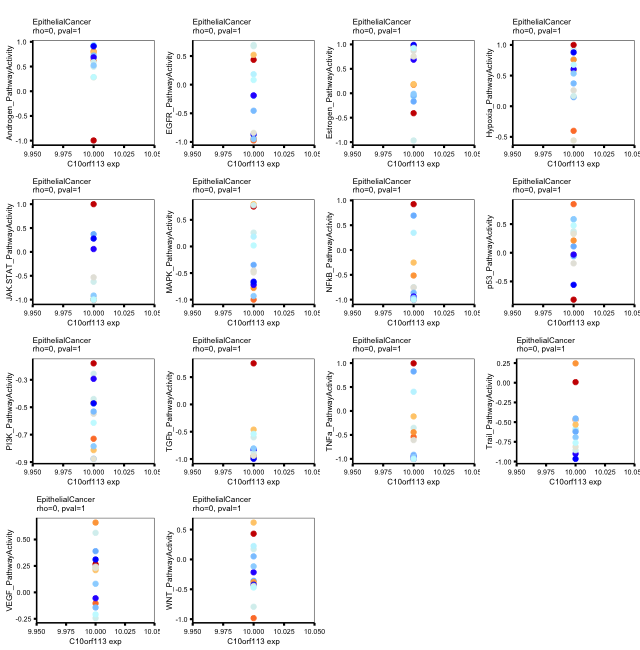 EpithelialCancer
rho=0, pval=1
Androgen_PathwayActivity
1.0
0.5
0.0
-0.5
-1.0
9.950 9.975 10.000 10.025 10.05
C10orf113 exp
EpithelialCancer
rho=0, pval=1
EGFR_PathwayActivity
0.5
0.0
-0.5
-1.0
9.950 9.975 10.000 10.025 10.05
C10orf113 exp
EpithelialCancer
rho=0, pval=1
Estrogen_PathwayActivity
1.0
0.5
0.0
-0.5
-1.0
9.950 9.975 10.000 10.025 10.05
C10orf113 exp
EpithelialCancer
rho=0, pval=1
Hypoxia_PathwayActivity
1.0
0.5
0.0
-0.5
9.950 9.975 10.000 10.025 10.050
C10orf113 exp
EpithelialCancer
rho=0, pval=1
JAK.STAT_PathwayActivity
1.0
0.5
0.0
-0.5
-1.0
9.950 9.975 10.000 10.025 10.05
C10orf113 exp
EpithelialCancer
rho=0, pval=1
MAPK_PathwayActivity
0.5
0.0
-0.5
-1.0
9.950 9.975 10.000 10.025 10.05
C10orf113 exp
EpithelialCancer
rho=0, pval=1
NFkB_PathwayActivity
0.5
0.0
-0.5
-1.0
9.950 9.975 10.000 10.025 10.05
C10orf113 exp
EpithelialCancer
rho=0, pval=1
p53_PathwayActivity
0.5
0.0
-0.5
9.950 9.975 10.000 10.025 10.050
C10orf113 exp
EpithelialCancer
rho=0, pval=1
PI3K_PathwayActivity
-0.3
-0.5
-0.7
-0.9
9.950 9.975 10.000 10.025 10.05
C10orf113 exp
EpithelialCancer
rho=0, pval=1
TGFb_PathwayActivity
0.5
0.0
-0.5
-1.0
9.950 9.975 10.000 10.025 10.05
C10orf113 exp
EpithelialCancer
rho=0, pval=1
TNFa_PathwayActivity
1.0
0.5
0.0
-0.5
-1.0
9.950 9.975 10.000 10.025 10.05
C10orf113 exp
EpithelialCancer
rho=0, pval=1
Trail_PathwayActivity
0.25
0.00
-0.25
-0.50
-0.75
-1.00
9.950 9.975 10.000 10.025 10.05
C10orf113 exp
EpithelialCancer
rho=0, pval=1
VEGF_PathwayActivity
0.50
0.25
0.00
-0.25
9.950 9.975 10.000 10.025 10.05
C10orf113 exp
EpithelialCancer
rho=0, pval=1
WNT_PathwayActivity
0.5
0.0
-0.5
-1.0
9.950 9.975 10.000 10.025 10.050
C10orf113 exp